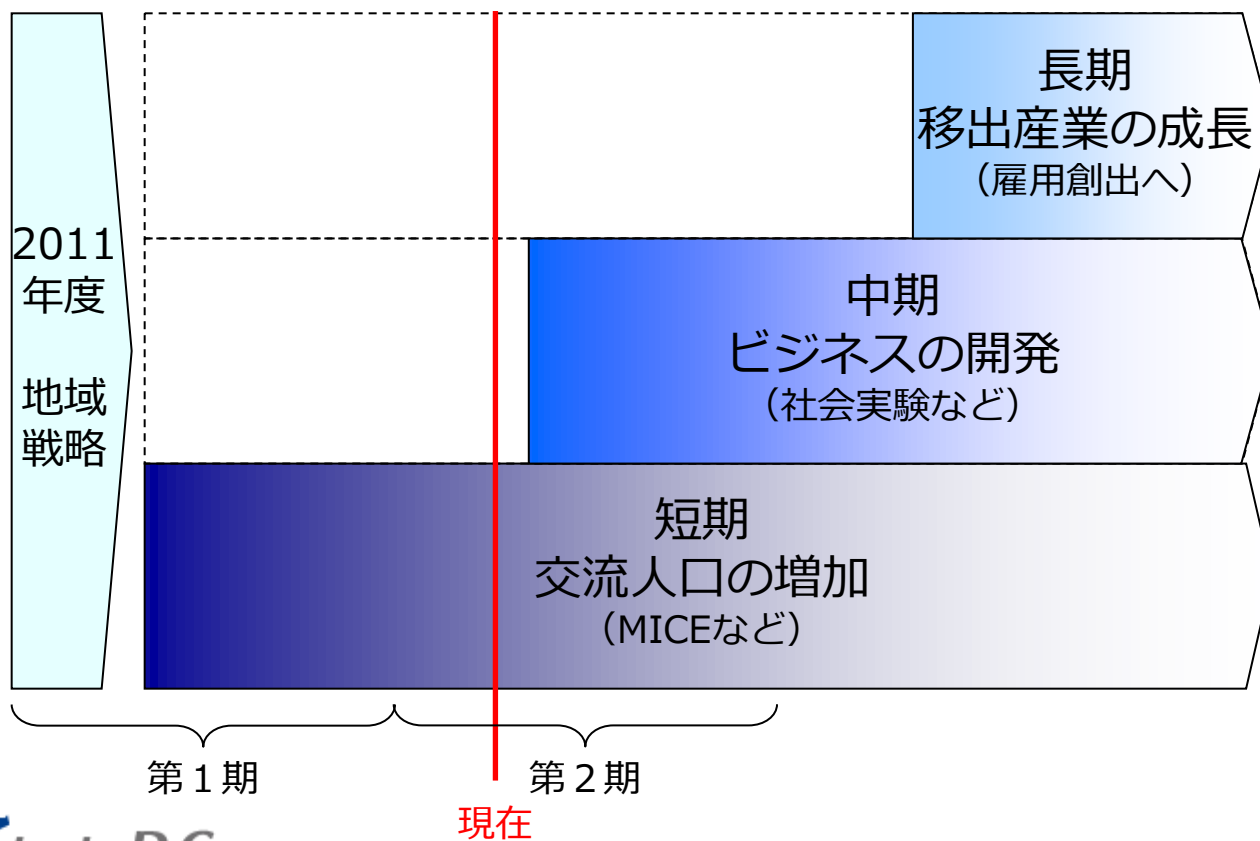 2011
年度
地域
戦略
長期
移出産業の成長
（雇用創出へ）
中期
ビジネスの開発
（社会実験など）
短期
交流人口の増加
（MICEなど）
第１期
第２期
現在